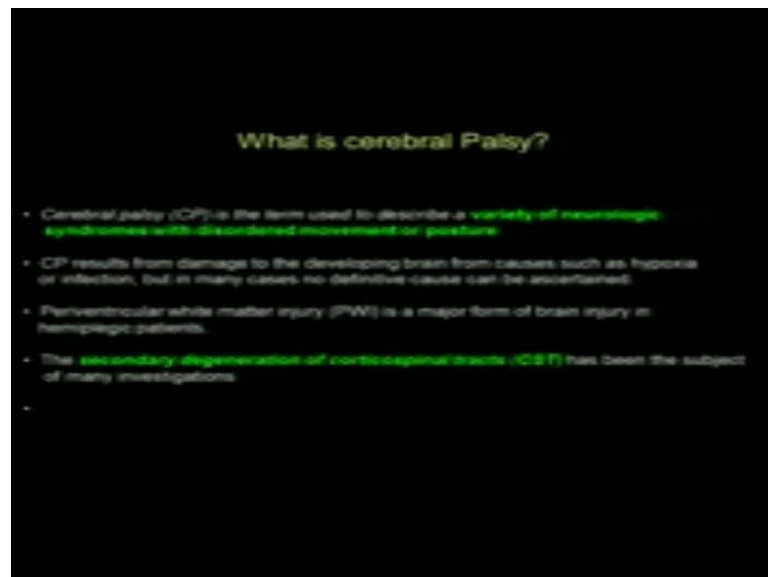 What is cerebral Palsy?
• Cerebral palsy (CP) is the term used to describe a variety of neurologic
syndromes with disordered movement or posture
• CP results from damage to the developing brain from causes such as hypoxia
or infection, but in many cases no definitive cause can be ascertained.
• Periventricular white matter injury (PWI) is a major form of brain injury in
hemiplegic patients.
• The secondary degeneration of corticospinal tracts (CST) has been the subject
of many investigations
•